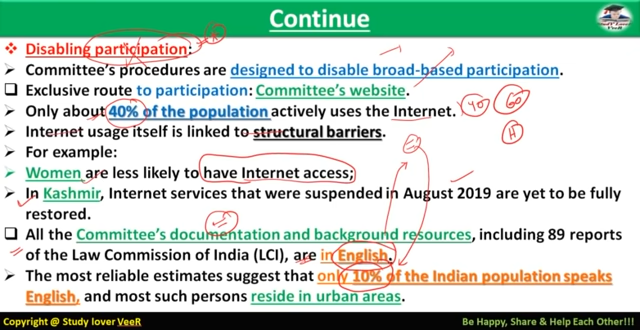 Continue
Disabling participation:
Committee's procedures are designed to disable broad-based participation.
Exclusive route to participation: Committee's website.
Only about 40% of the population actively uses the Internet.
40
60
Internet usage itself is linked to structural barriers.
For example:
Women are less likely to have Internet access;
In Kashmir, Internet services that were suspended in August 2019 are yet to be fully
restored.
All the Committee's documentation and background resources, including 89 reports
of the Law Commission of India (LCI), are in English.
The most reliable estimates suggest that only 10% of the Indian population speaks
English, and most such persons reside in urban areas.
Copyright @ Study lover VeeR
Be Happy, Share & Help Each Other!!!